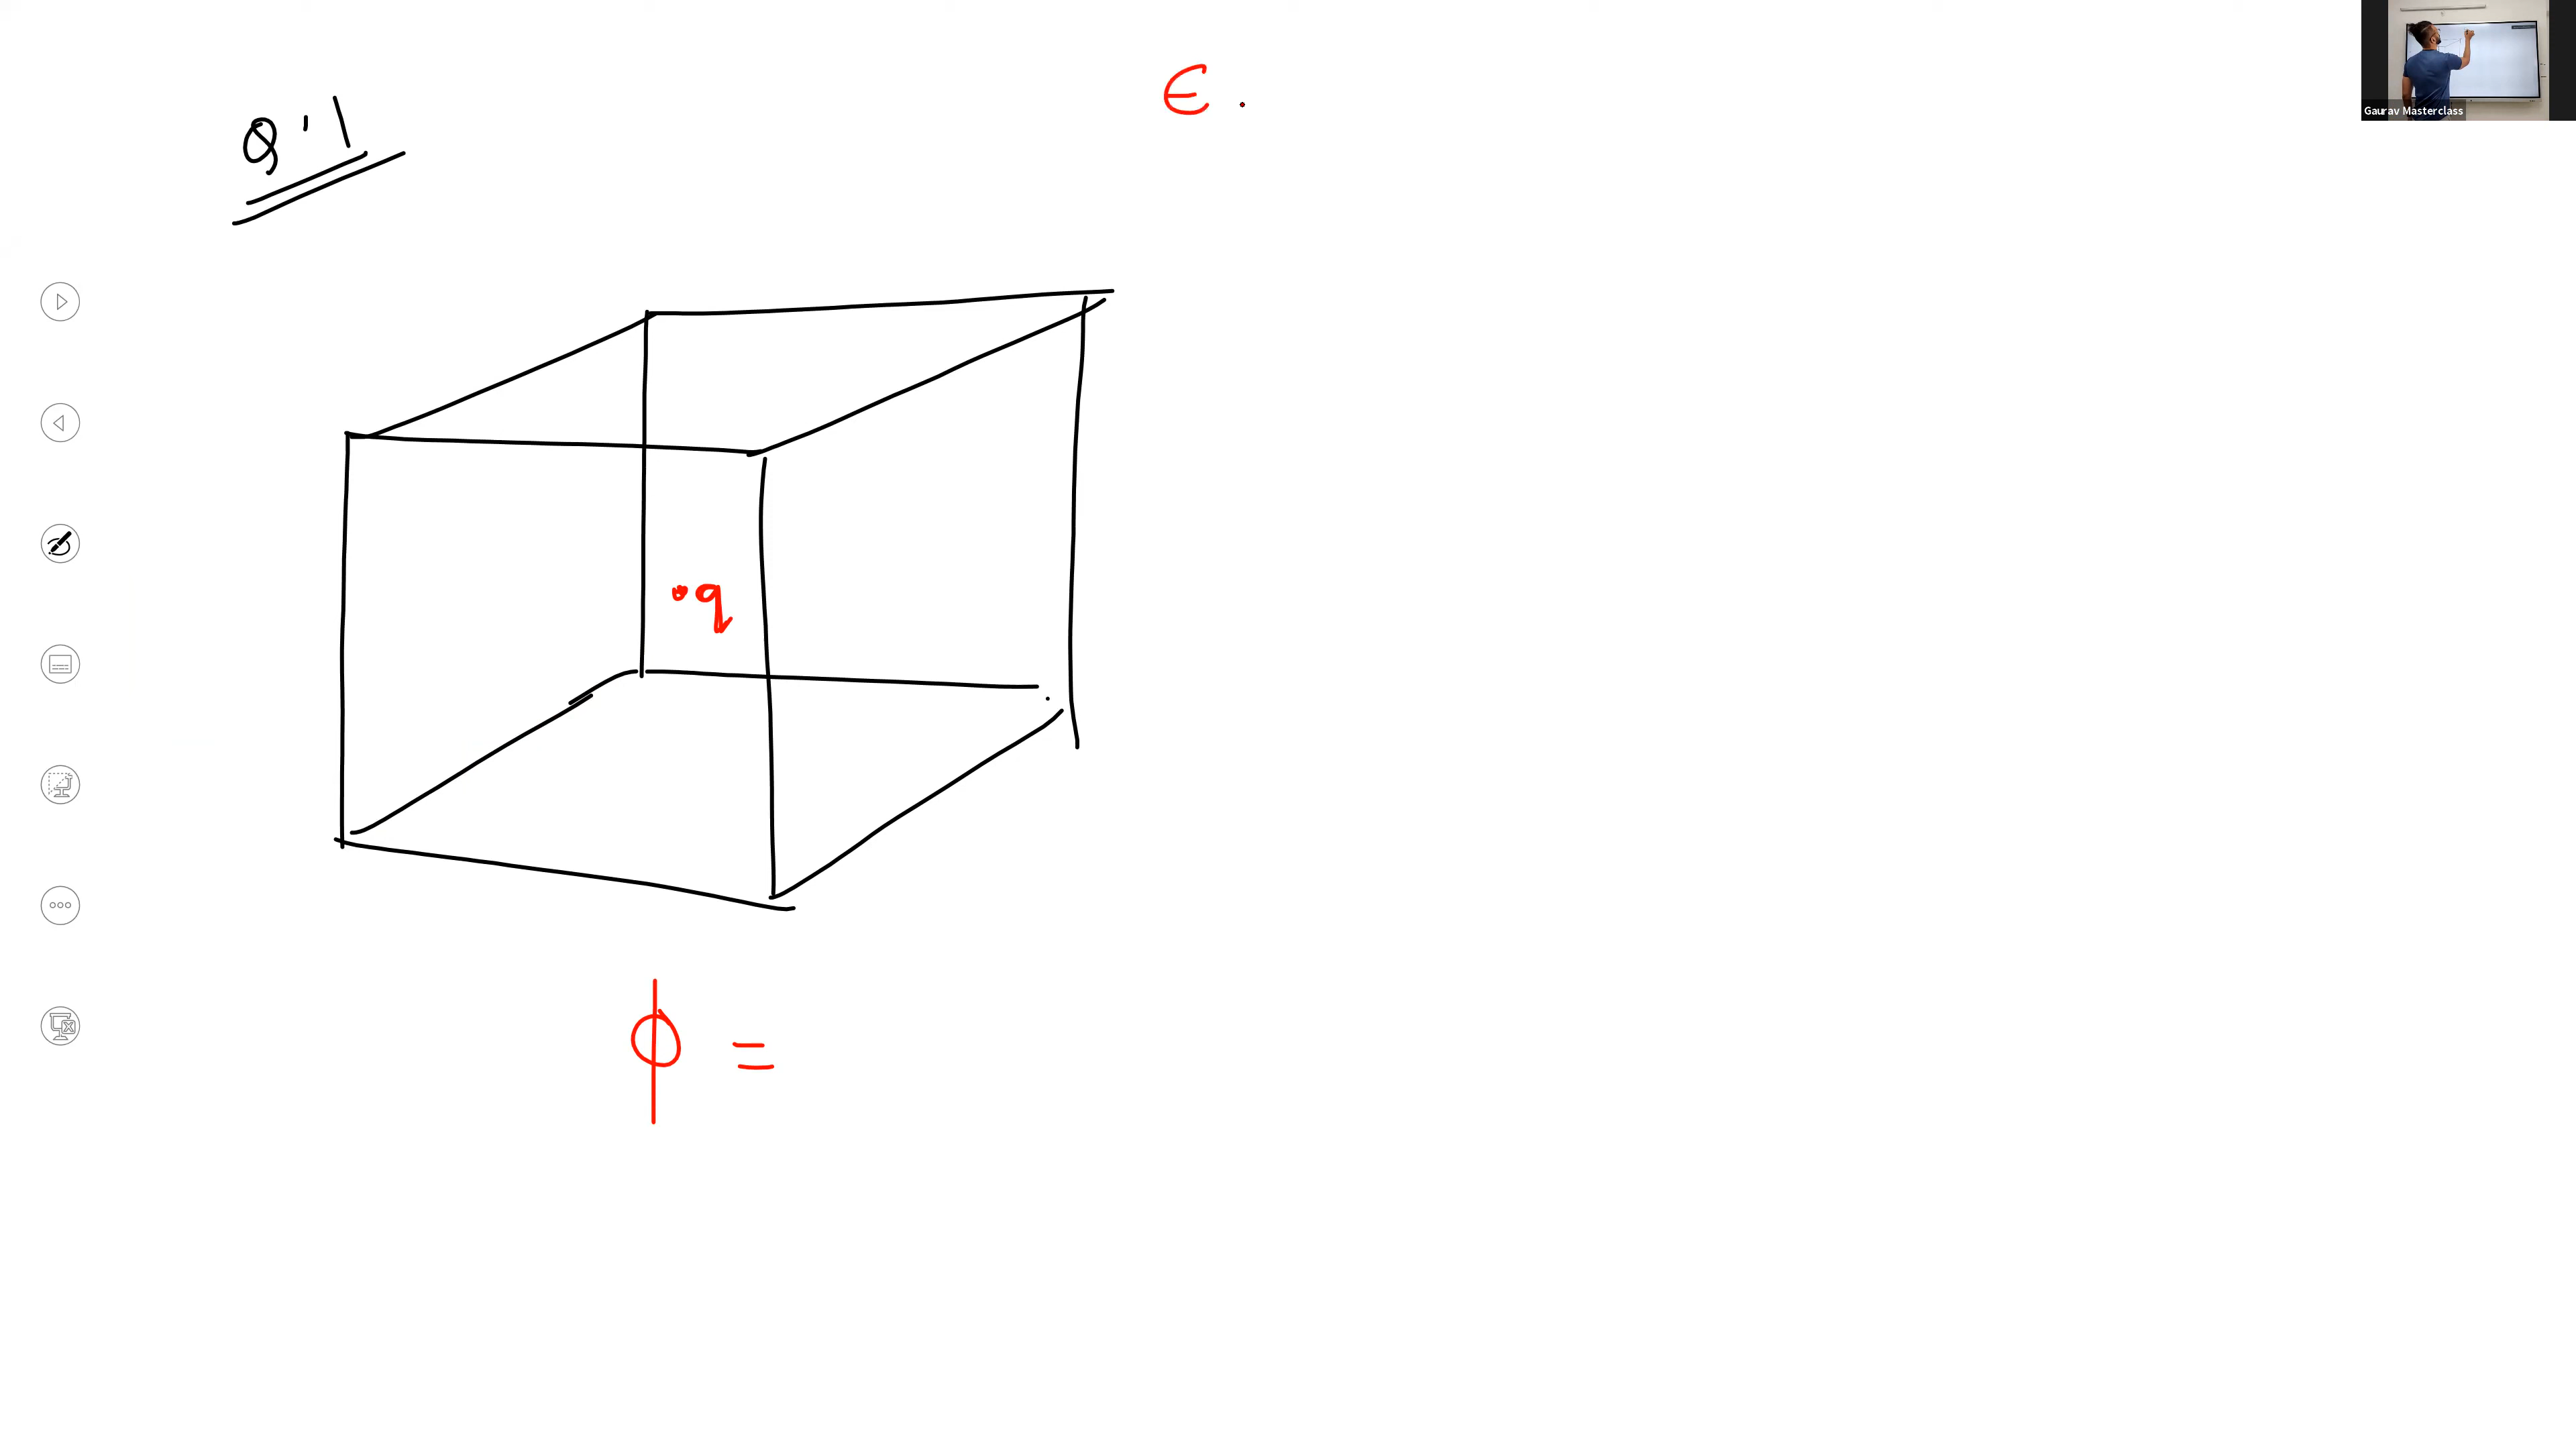 Q.1
ϵ.
Gaurav Masterclass
q
ϕ =